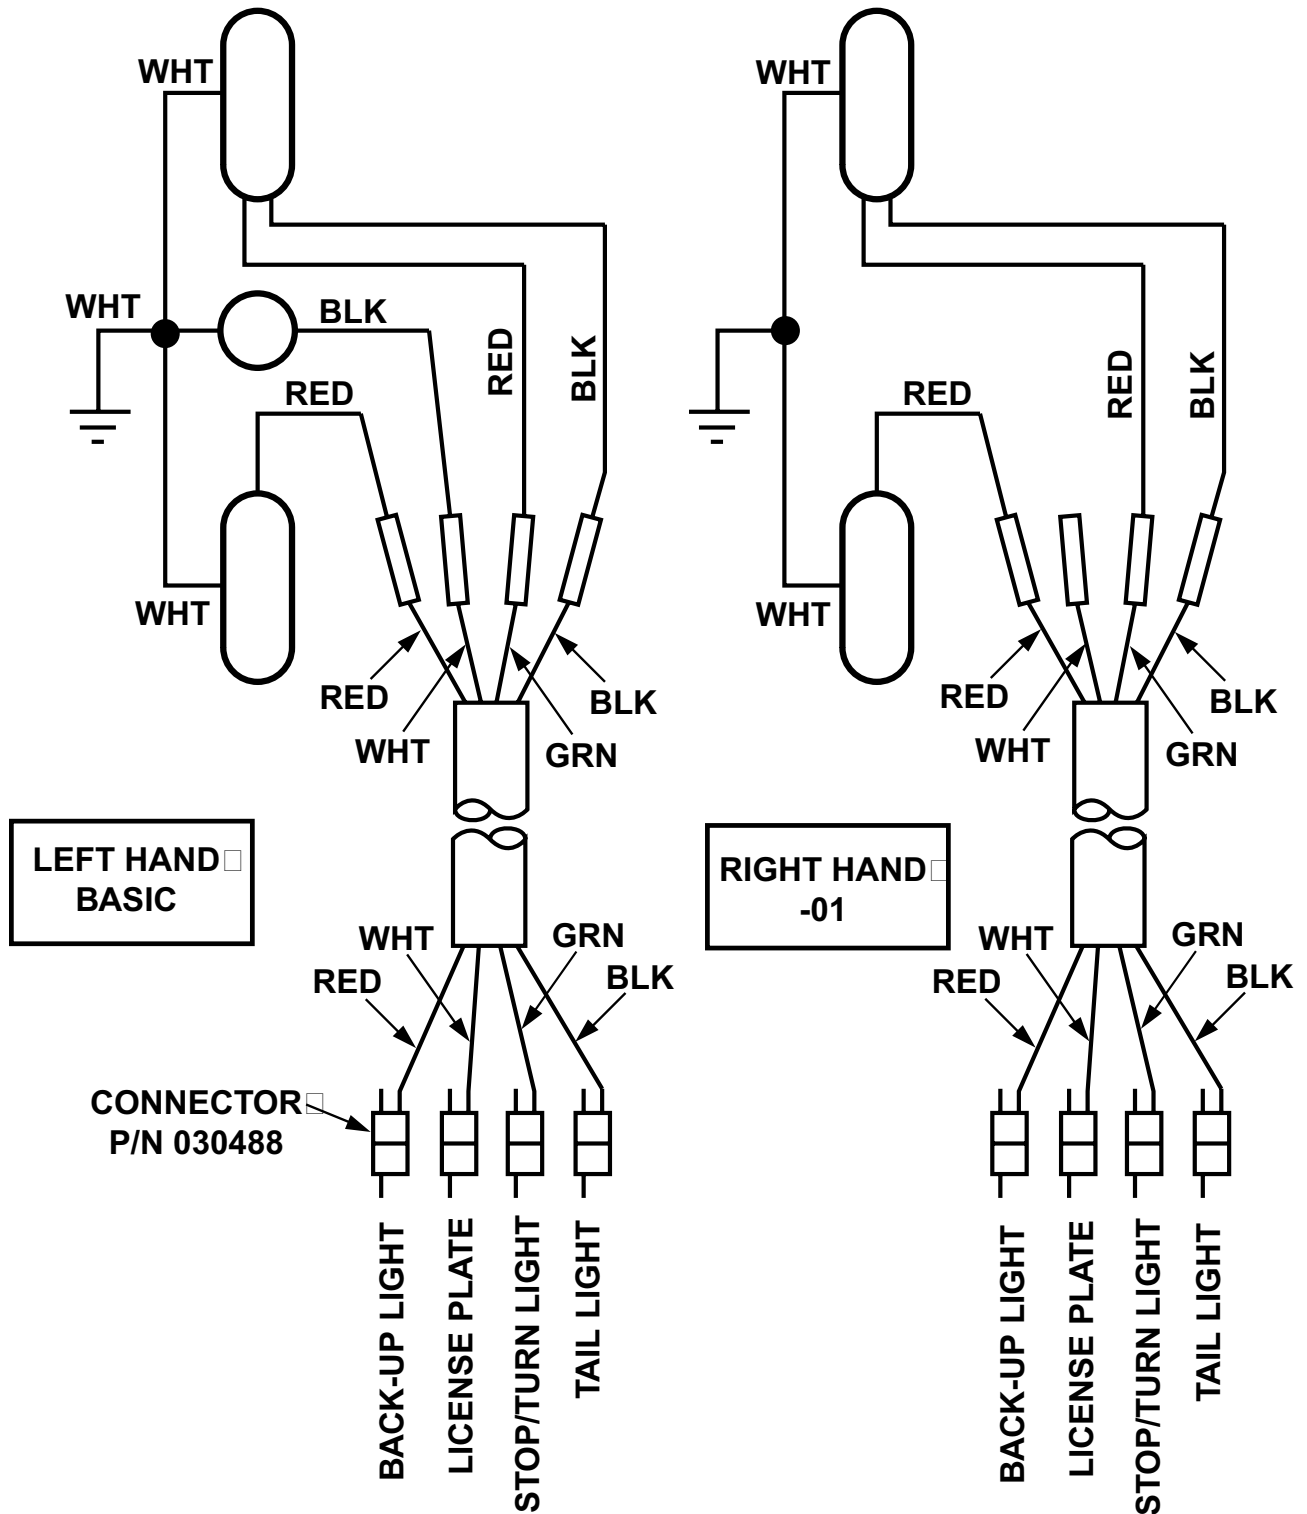 WHT
WHT
WHT
BLK
RED
RED
BLK
WHT
RED
WHT
GRN
BLK
LEFT HAND
BASIC
WHT
GRN
RED
BLK
CONNECTOR
P/N 030488
BACK-UP LIGHT
LICENSE PLATE
STOP/TURN LIGHT
TAIL LIGHT
WHT
RED
RED
BLK
WHT
RED
WHT
GRN
BLK
RIGHT HAND
-01
WHT
GRN
RED
BLK
BACK-UP LIGHT
LICENSE PLATE
STOP/TURN LIGHT
TAIL LIGHT